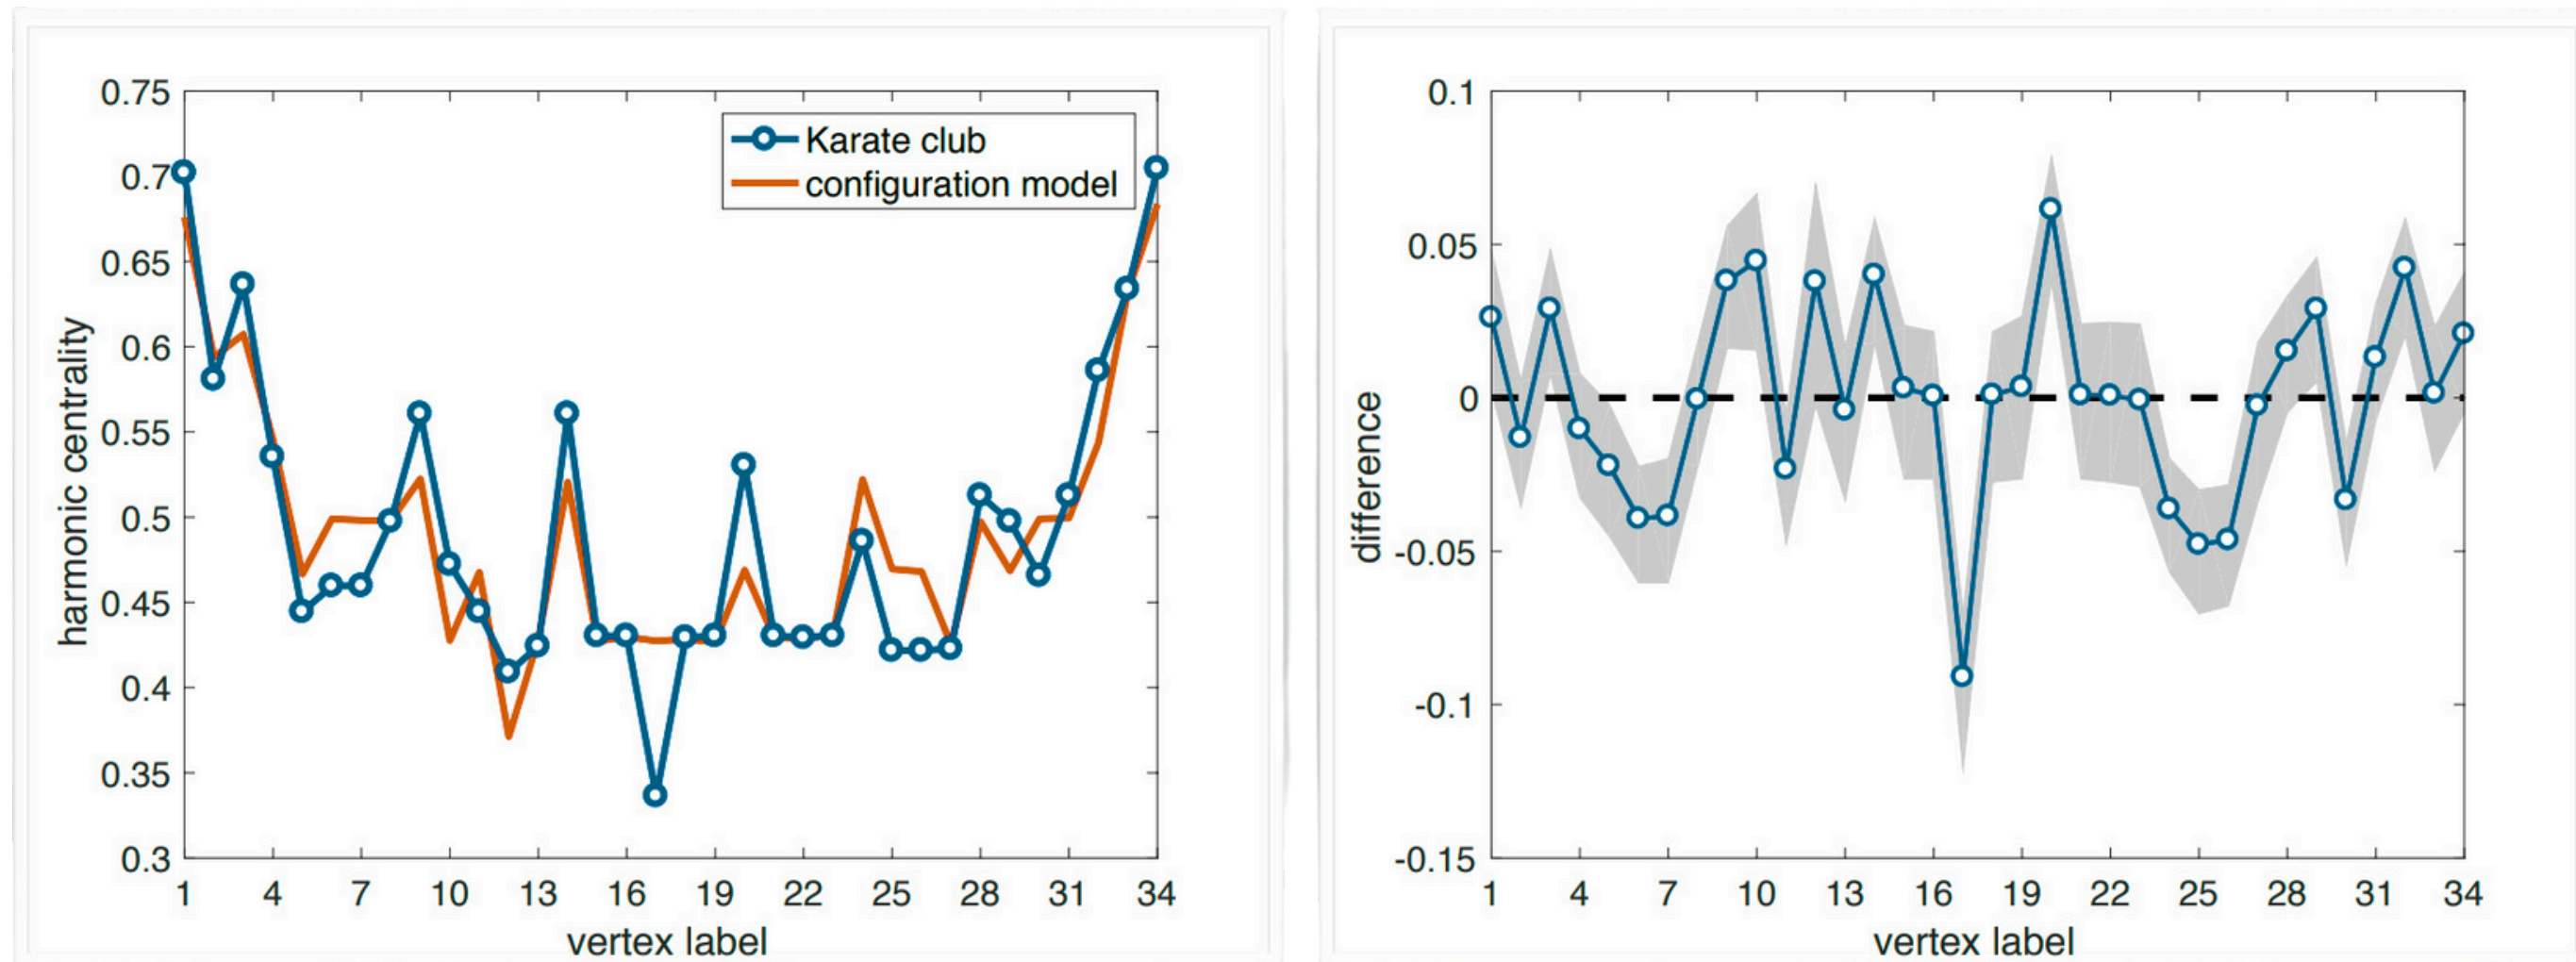 0.75
0.7
0.65
0.6
0.55
0.5
0.45
0.4
0.35
0.3
harmonic centrality
Karate club
configuration model
1 4 7 10 13 16 19 22 25 28 31 34
vertex label
0.1
0.05
0
-0.05
-0.1
-0.15
difference
1 4 7 10 13 16 19 22 25 28 31 34
vertex label